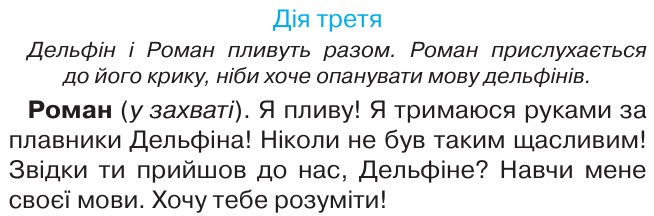 Дія третя
Дельфін і Роман пливуть разом. Роман прислухається
до його крику, ніби хоче опанувати мову дельфінів.
Роман (у захваті). Я пливу! Я тримаюся руками за
плавники Дельфіна! Ніколи не був таким щасливим!
Звідки ти прийшов до нас, Дельфіне? Навчи мене
своєї мови. Хочу тебе розуміти!